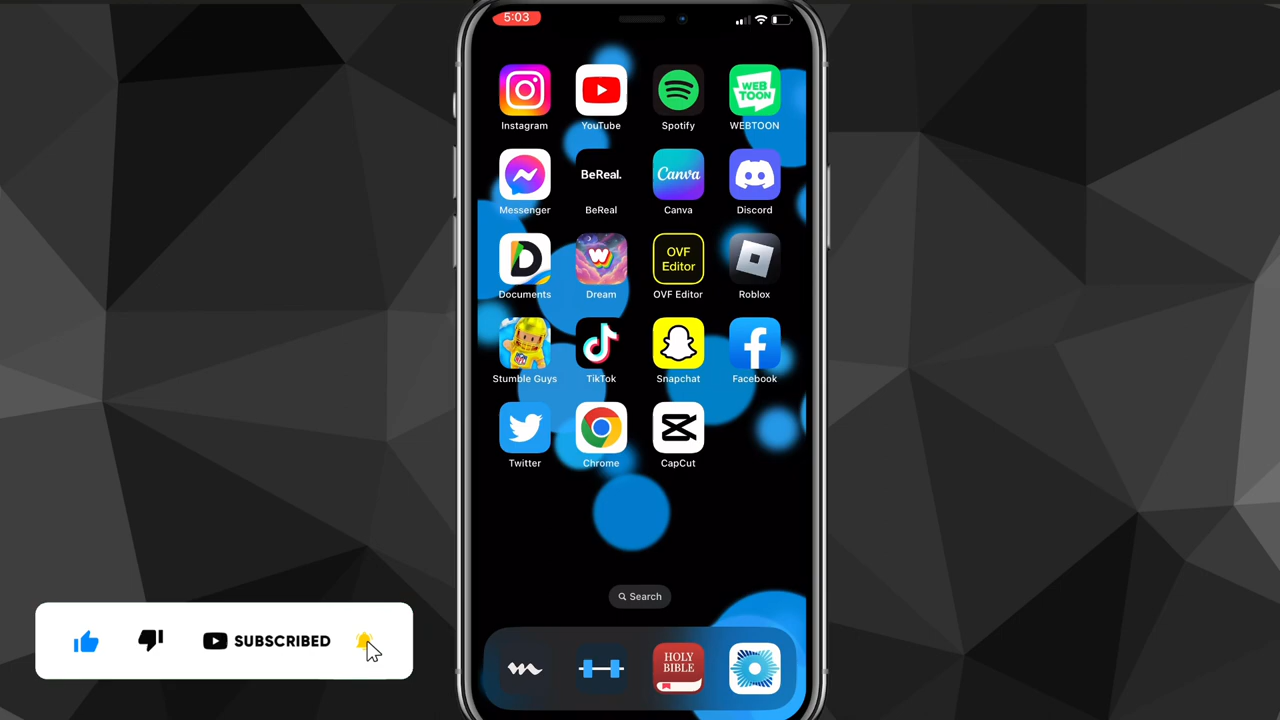 5:03
Instagram
YouTube
Spotify
WEB
TOON
WEBTOON
Messenger
BeReal.
BeReal
Canva
Canva
Discord
Documents
Dream
OVF
Editor
OVF Editor
Roblox
NFL
Stumble Guys
TikTok
Snapchat
Facebook
Twitter
Chrome
CapCut
Search
HOLY
BIBLE
SUBSCRIBED